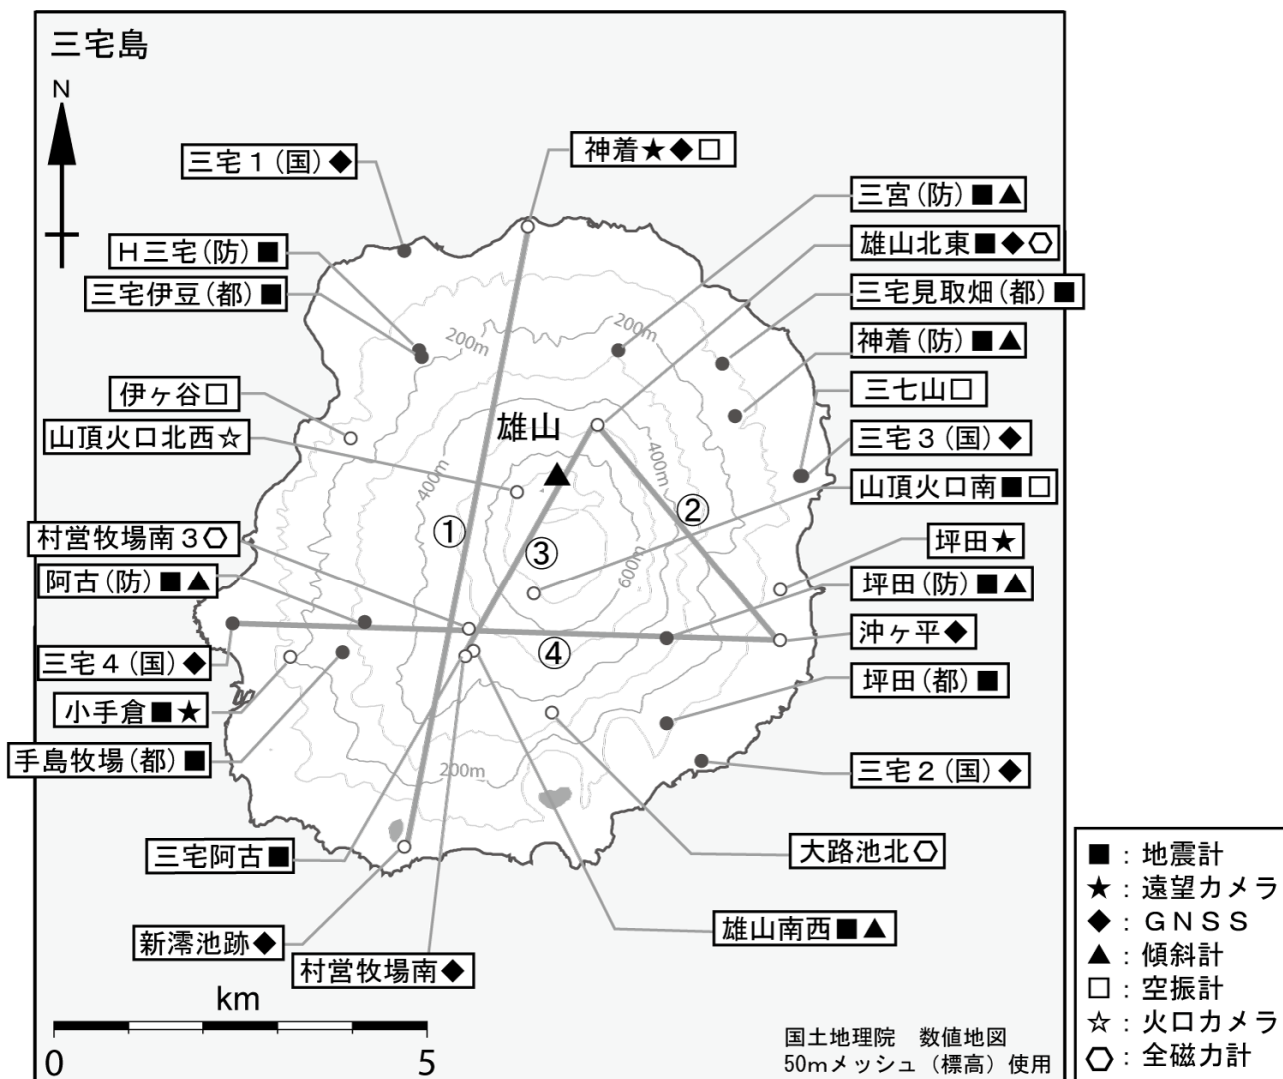 三宅島
N
三宅1(国)◆
神着★◆□
三宮(防)■▲
H三宅(防)■
雄山北東■◆⬡
三宅伊豆(都)■
三宅見取畑(都)■
200m
200m
神着(防)■▲
伊ヶ谷□
三七山□
山頂火口北西☆
雄山
三宅3(国)◆
400m
400m
山頂火口南■□
①
②
村営牧場南3⬡
③
坪田★
600m
阿古(防)■▲
坪田(防)■▲
沖ヶ平◆
三宅4(国)◆
④
坪田(都)■
小手倉■★
手島牧場(都)■
200m
三宅2(国)◆
三宅阿古■
大路池北⬡
新澪池跡◆
雄山南西■▲
村営牧場南◆
km
0
5
国土地理院 数値地図
50mメッシュ(標高)使用
■:地震計
★:遠望カメラ
◆:GNSS
▲:傾斜計
□:空振計
☆:火口カメラ
⬡:全磁力計